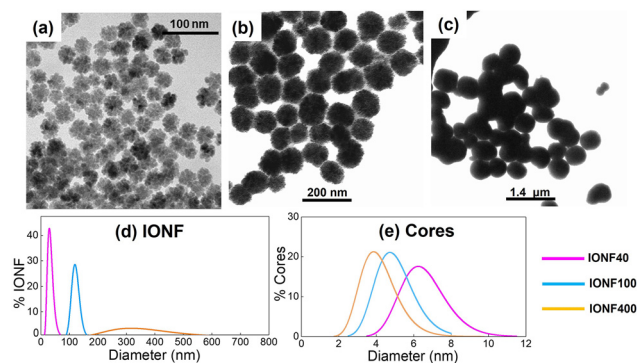 (a)
100 nm
(b)
200 nm
(c)
1.4 µm
(d) IONF
% IONF
40
30
20
10
0
0 100 200 300 400 500 600 700 800
Diameter (nm)
(e) Cores
% Cores
30
20
10
0
0 2 4 6 8 10 12
Diameter (nm)
IONF40
IONF100
IONF400